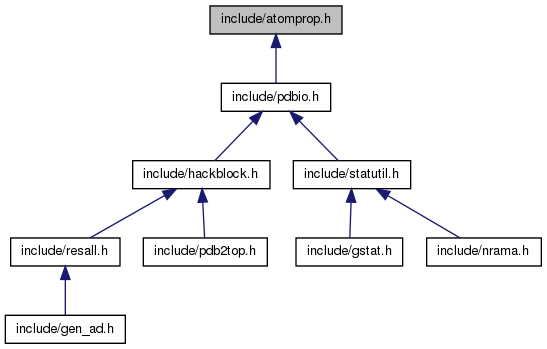 include/atomprop.h
include/pdbio.h
include/hackblock.h
include/statutil.h
include/resall.h
include/pdb2top.h
include/gstat.h
include/nrama.h
include/gen_ad.h